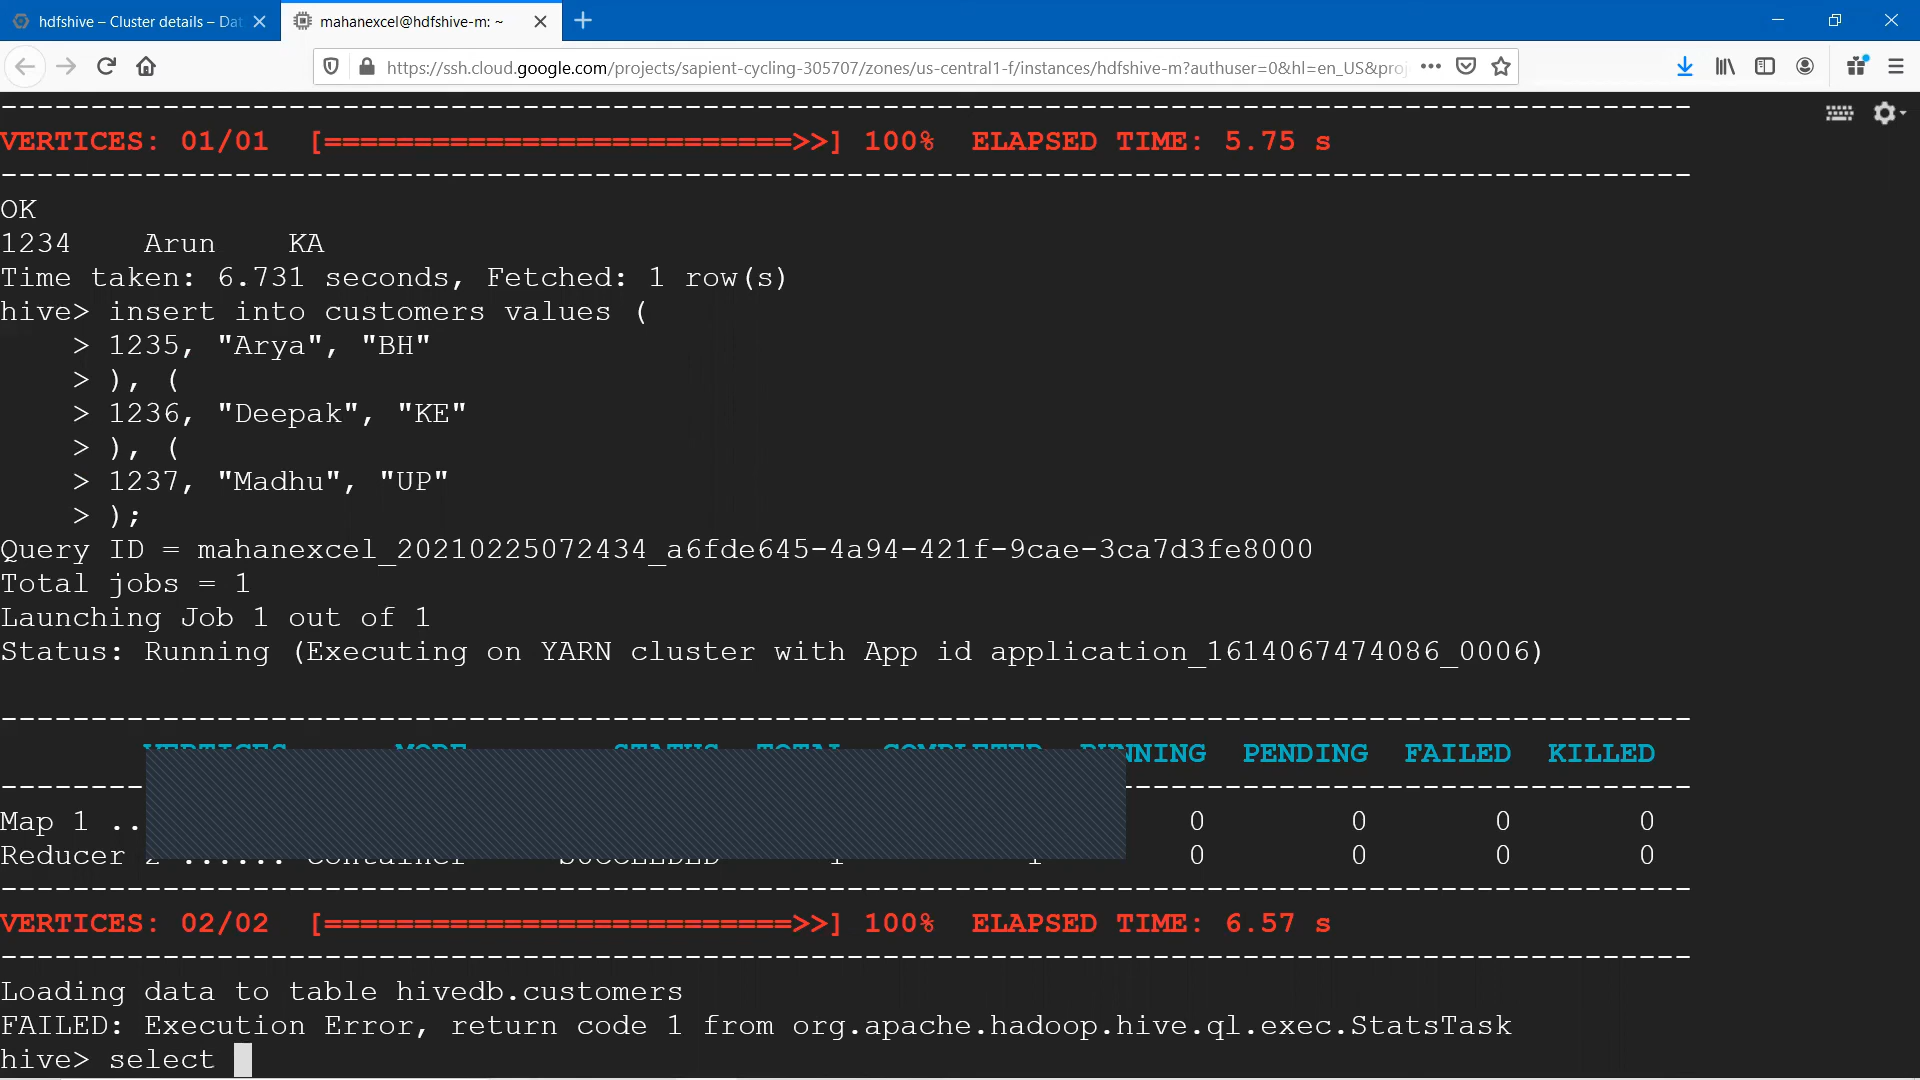 hdfshive – Cluster details – Dat
mahanexcel@hdfshive-m: ~
https://ssh.cloud.google.com/projects/sapient-cycling-305707/zones/us-central1-f/instances/hdfshive-m?authuser=0&hl=en_US&proj
VERTICES: 01/01 [==========================>>] 100% ELAPSED TIME: 5.75 s
OK
1234 Arun KA
Time taken: 6.731 seconds, Fetched: 1 row(s)
hive> insert into customers values (
> 1235, "Arya", "BH"
> ), (
> 1236, "Deepak", "KE"
> ), (
> 1237, "Madhu", "UP"
> );
Query ID = mahanexcel_20210225072434_a6fde645-4a94-421f-9cae-3ca7d3fe8000
Total jobs = 1
Launching Job 1 out of 1
Status: Running (Executing on YARN cluster with App id application_1614067474086_0006)
PENDING FAILED KILLED
Map 1 .. 0 0 0 0
Reducer 0 0 0 0
VERTICES: 02/02 [==========================>>] 100% ELAPSED TIME: 6.57 s
Loading data to table hivedb.customers
FAILED: Execution Error, return code 1 from org.apache.hadoop.hive.ql.exec.StatsTask
hive> select